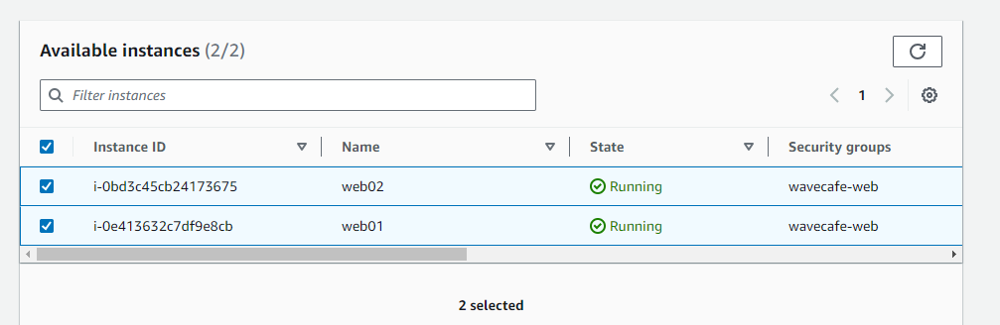 Available instances (2/2)
Filter instances
1
Instance ID Name State Security groups
i-0bd3c45cb24173675 web02 Running wavecafe-web
i-0e413632c7df9e8cb web01 Running wavecafe-web
2 selected